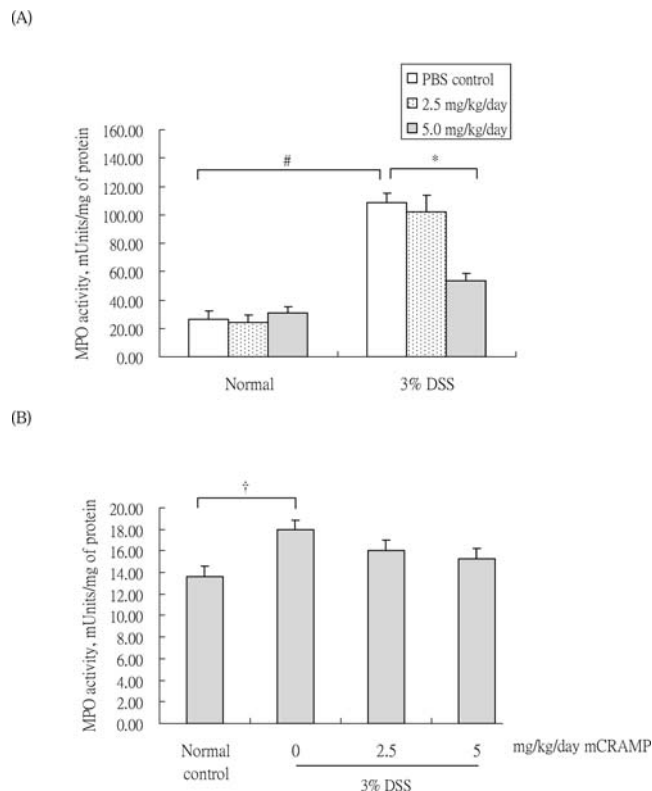 (A)
PBS control
2.5 mg/kg/day
5.0 mg/kg/day
MPO activity, mUnits/mg of protein
160.00
140.00
120.00
100.00
80.00
60.00
40.00
20.00
0.00
#
*
Normal
3% DSS
(B)
MPO activity, mUnits/mg of protein
20.00
18.00
16.00
14.00
12.00
10.00
8.00
6.00
4.00
2.00
0.00
†
Normal
control
0
2.5
5
mg/kg/day mCRAMP
3% DSS